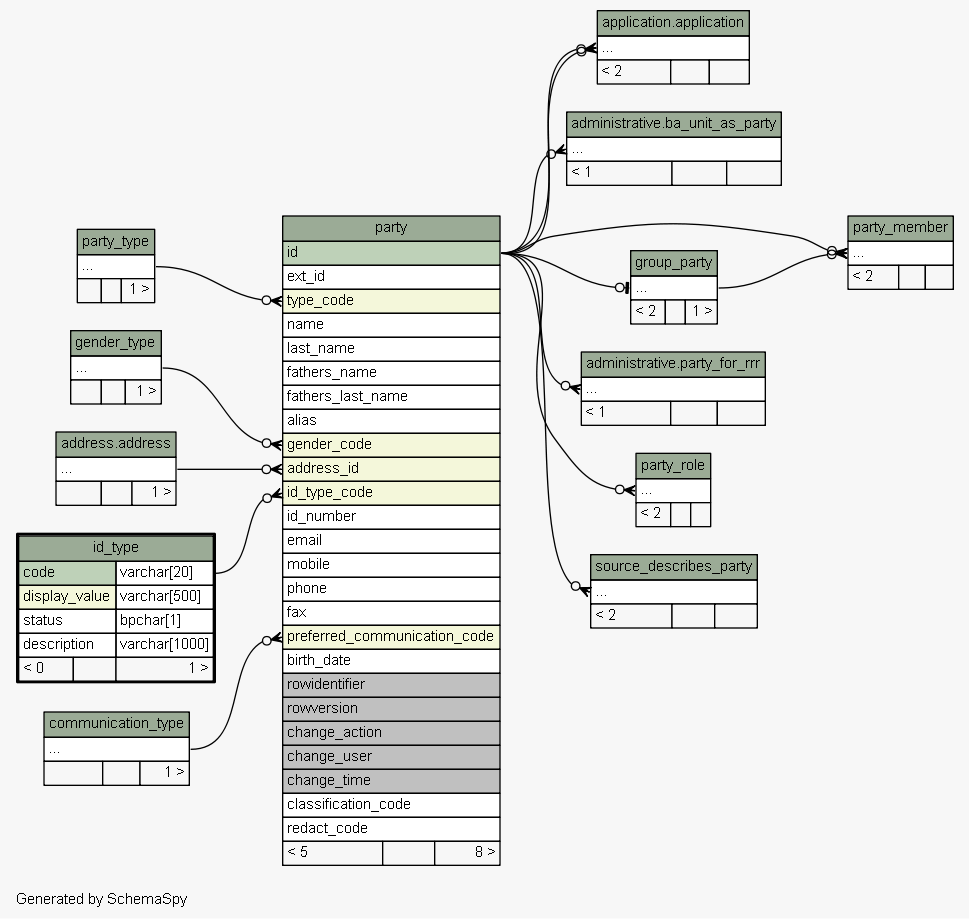 application.application
...
< 2
administrative.ba_unit_as_party
...
< 1
party_type
...
1 >
gender_type
...
1 >
address.address
...
1 >
id_type
code varchar[20]
display_value varchar[500]
status bpchar[1]
description varchar[1000]
< 0 1 >
communication_type
...
1 >
party
id
ext_id
type_code
name
last_name
fathers_name
fathers_last_name
alias
gender_code
address_id
id_type_code
id_number
email
mobile
phone
fax
preferred_communication_code
birth_date
rowidentifier
rowversion
change_action
change_user
change_time
classification_code
redact_code
< 5 8 >
party_member
...
< 2
group_party
...
< 2 1 >
administrative.party_for_rrr
...
< 1
party_role
...
< 2
source_describes_party
...
< 2
Generated by SchemaSpy